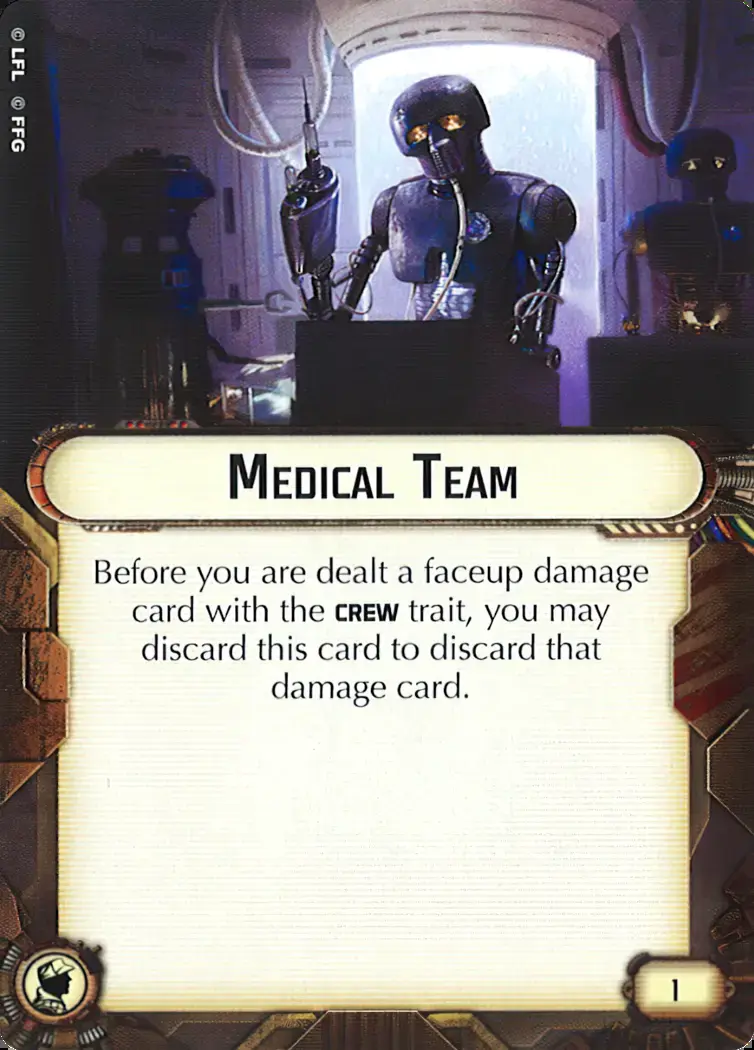 © LFL © FFG
Medical Team
Before you are dealt a faceup damage
card with the CREW trait, you may
discard this card to discard that
damage card.
1